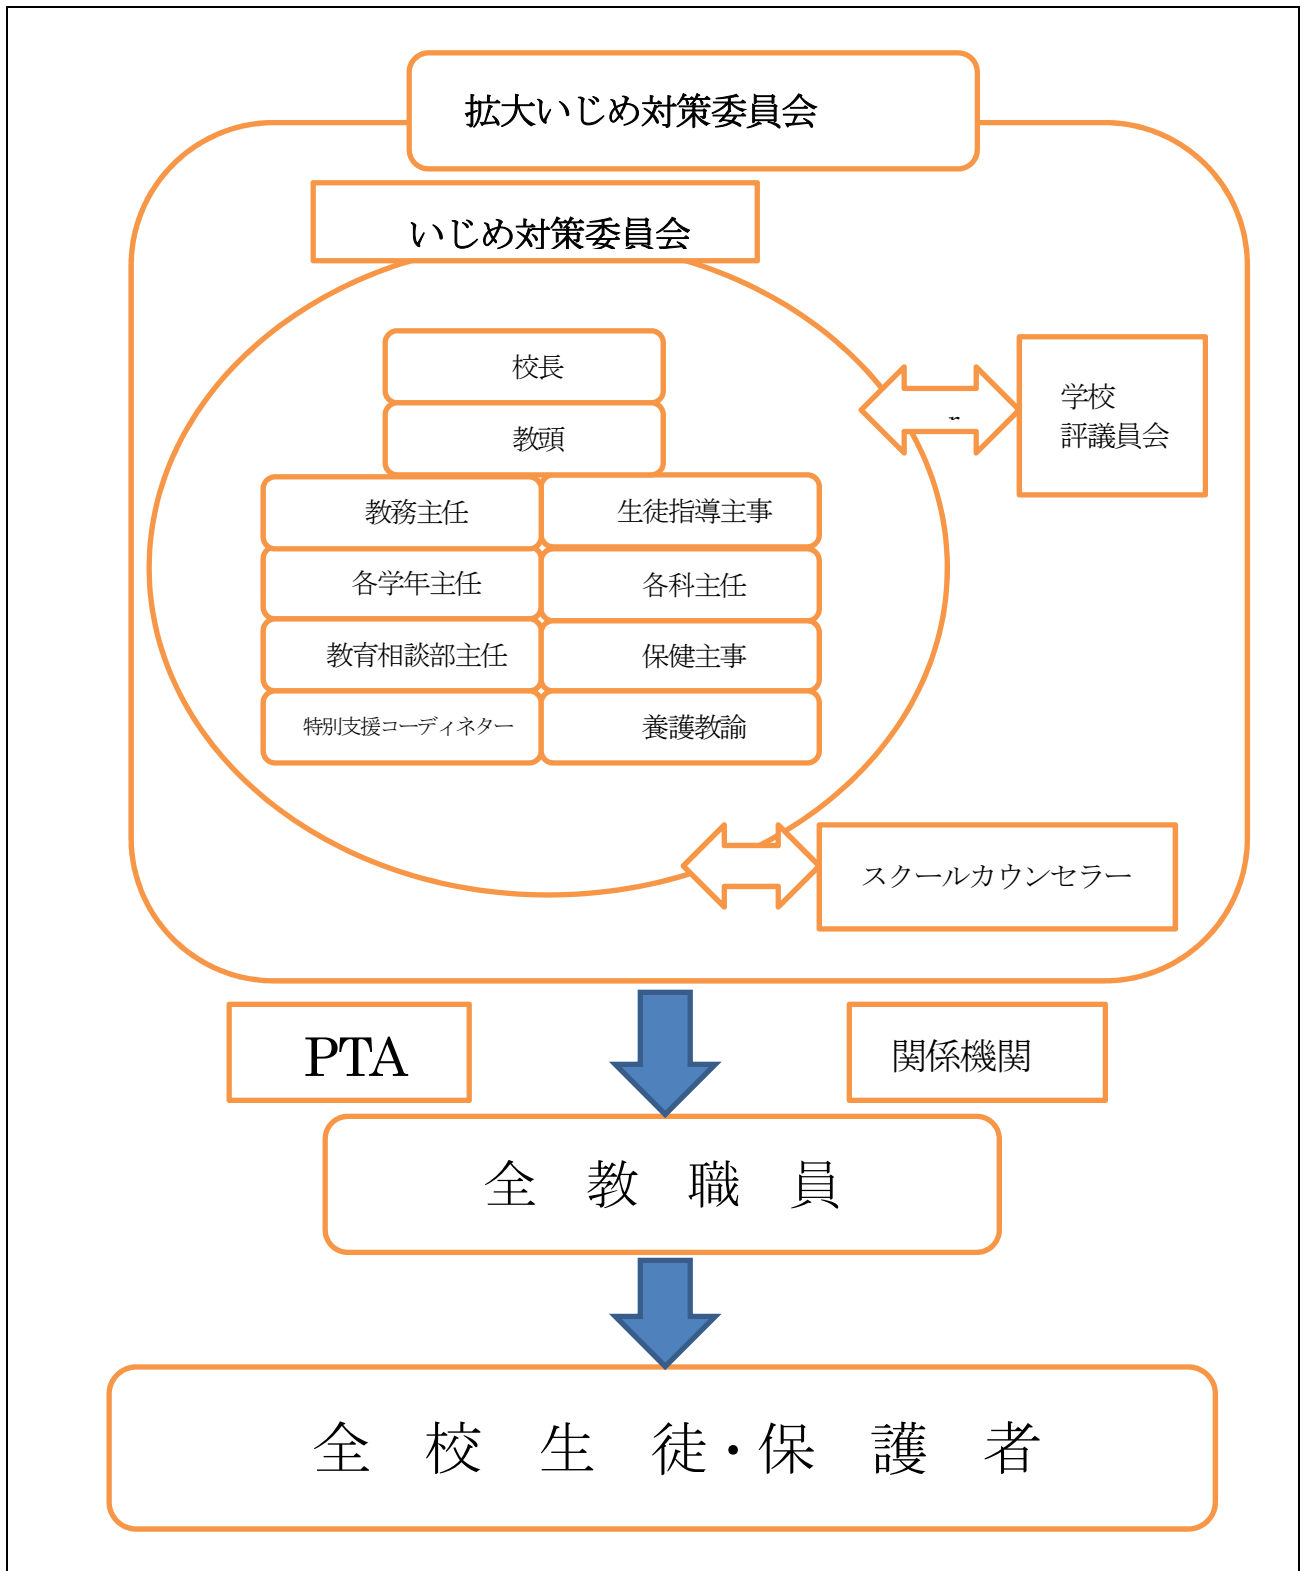 拡大いじめ対策委員会
いじめ対策委員会
校長
教頭
教務主任
生徒指導主事
各学年主任
各科主任
教育相談部主任
保健主事
特別支援コーディネター
養護教諭
学校
評議員会
スクールカウンセラー
PTA
関係機関
全 教 職 員
全 校 生 徒・保 護 者